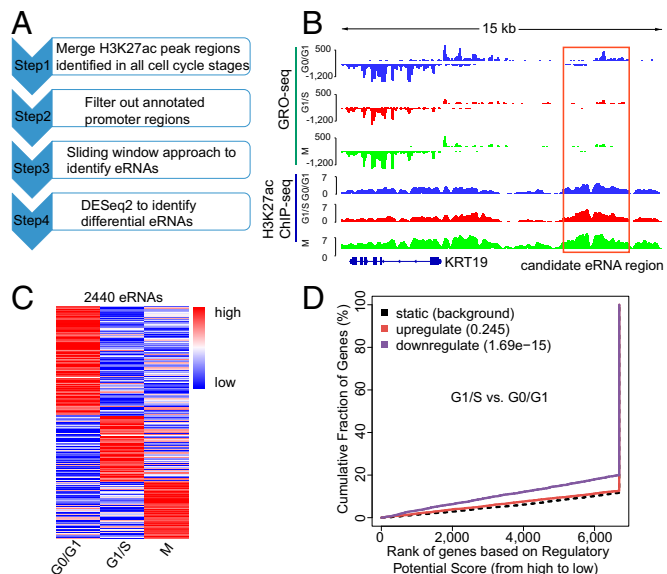 A
Step1
Merge H3K27ac peak regions
identified in all cell cycle stages
Step2
Filter out annotated
promoter regions
Step3
Sliding window approach to
identify eRNAs
Step4
DESeq2 to identify
differential eRNAs
B
15 kb
GRO-seq
500
-1,200
G0/G1
500
-1,200
G1/S
500
-1,200
M
H3K27ac
ChIP-seq
7
0
G0/G1
7
0
G1/S
7
0
M
KRT19
candidate eRNA region
C
2440 eRNAs
high
low
G0/G1
G1/S
M
D
static (background)
upregulate (0.245)
downregulate (1.69e−15)
G1/S vs. G0/G1
Cumulative Fraction of Genes (%)
100
80
60
40
20
0
0
2,000
4,000
6,000
Rank of genes based on Regulatory
Potential Score (from high to low)